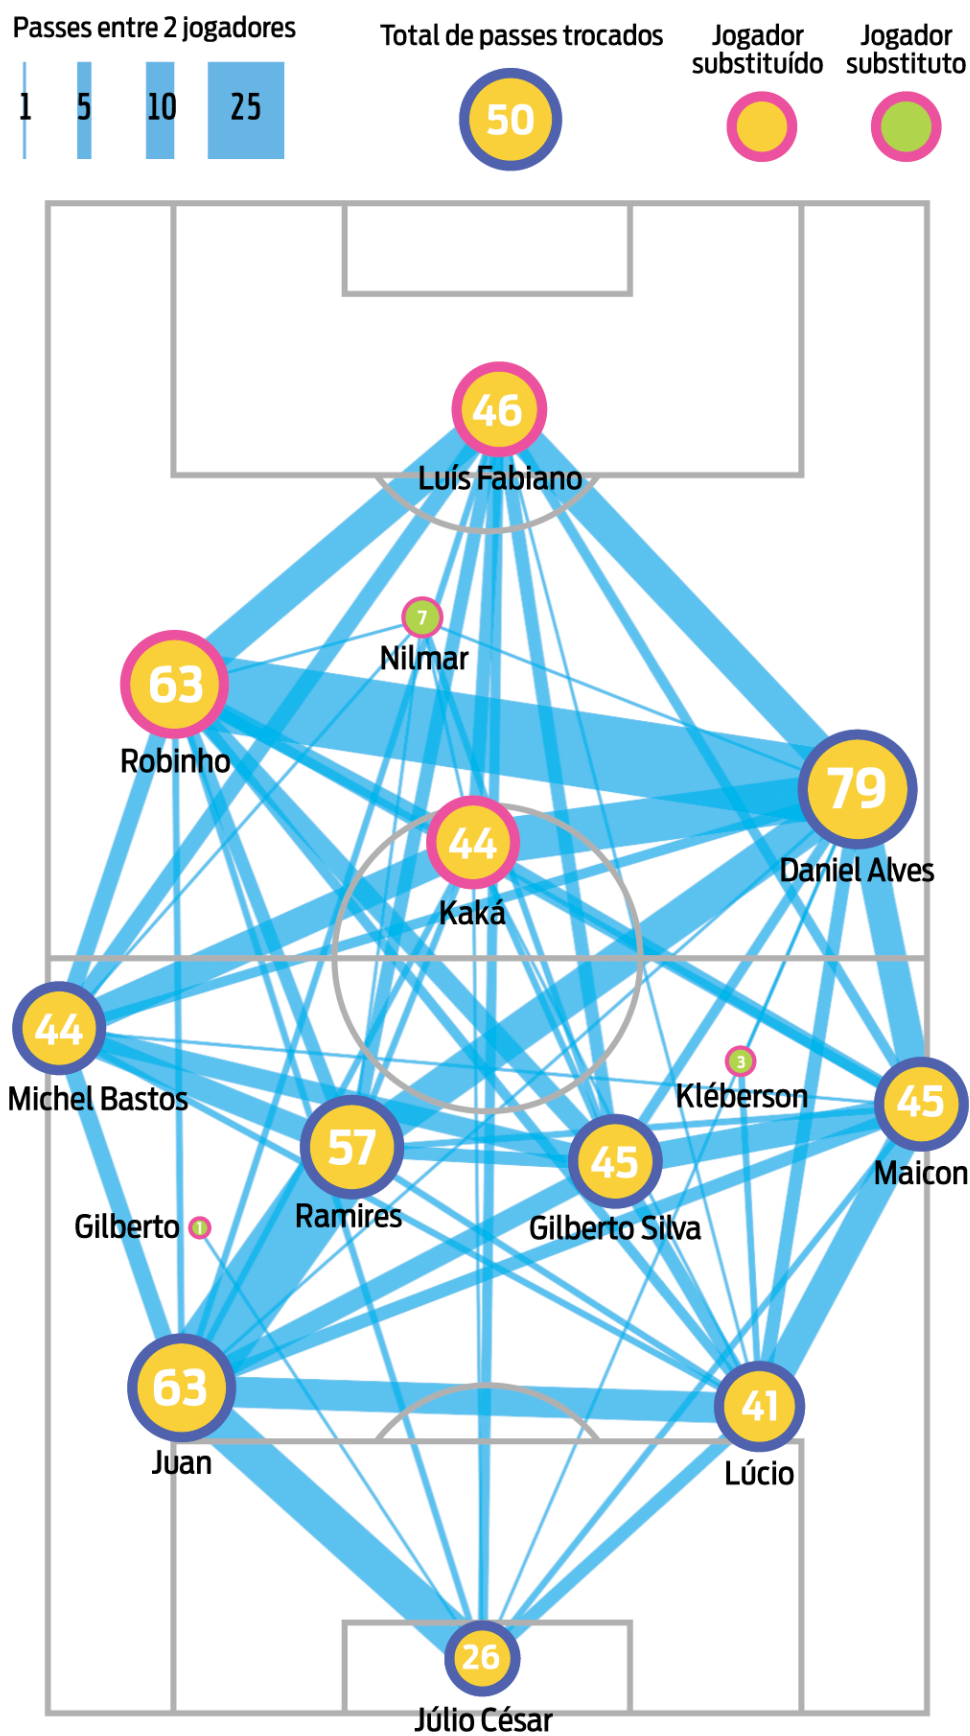 Passes entre 2 jogadores
1 5 10 25
Total de passes trocados
50
Jogador
substituído
Jogador
substituto
46
Luís Fabiano
7
Nilmar
63
Robinho
79
Daniel Alves
44
Kaká
44
Michel Bastos
3
Kléberson
45
Maicon
57
Ramires
45
Gilberto Silva
Gilberto 1
63
Juan
41
Lúcio
26
Júlio César